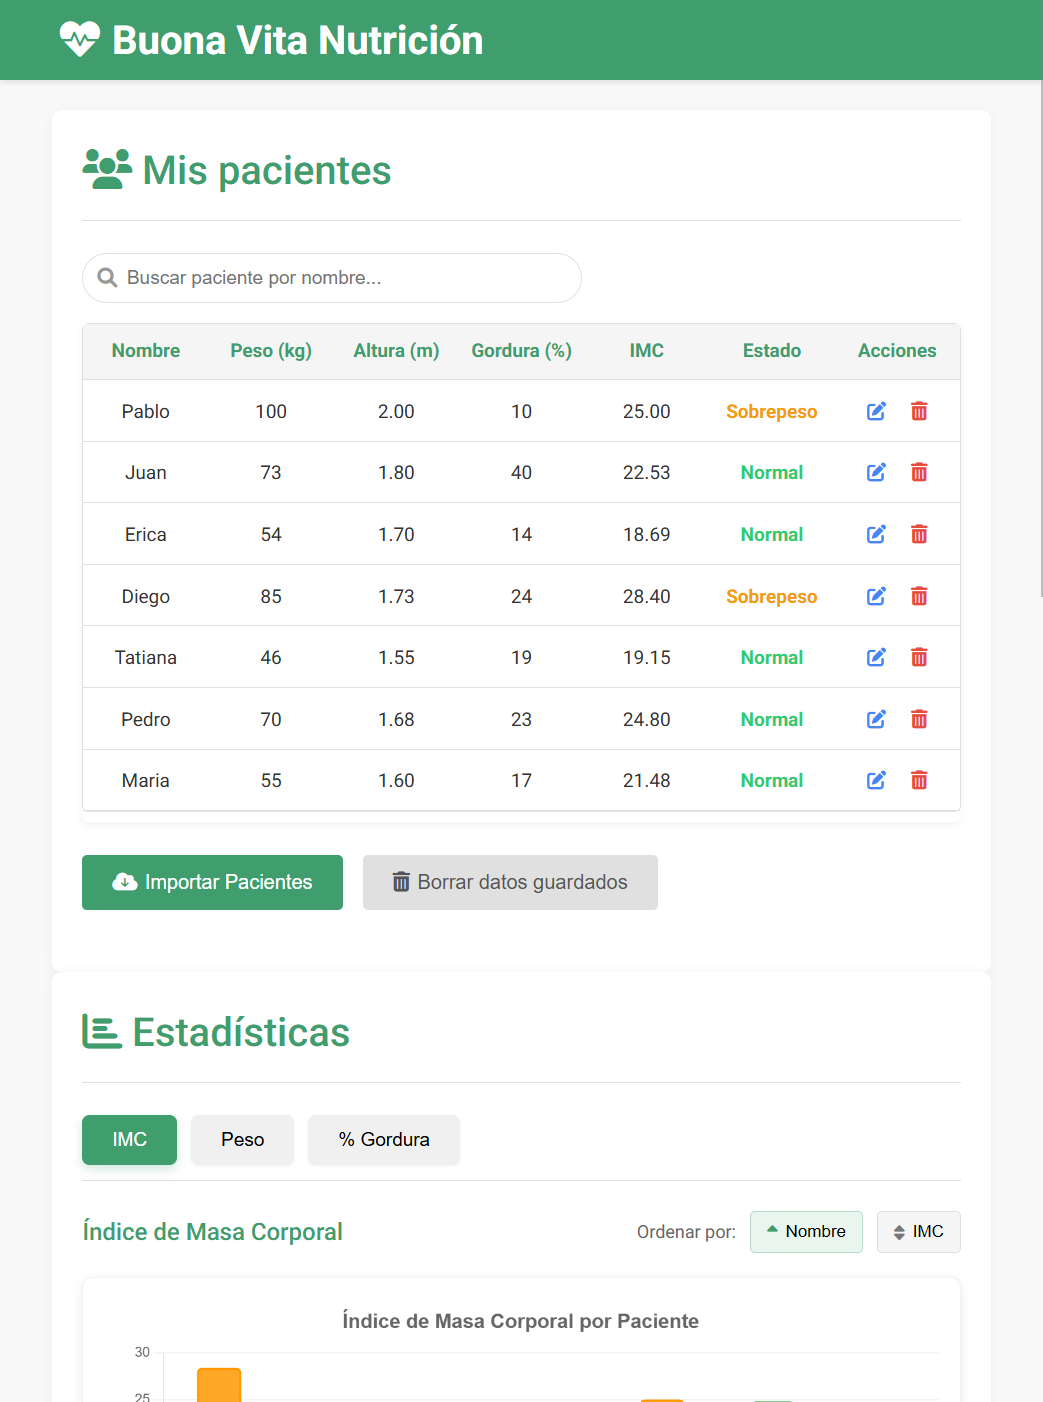 Buona Vita Nutrición
Mis pacientes
Buscar paciente por nombre...
Nombre Peso (kg) Altura (m) Gordura (%) IMC Estado Acciones
Pablo 100 2.00 10 25.00 Sobrepeso
Juan 73 1.80 40 22.53 Normal
Erica 54 1.70 14 18.69 Normal
Diego 85 1.73 24 28.40 Sobrepeso
Tatiana 46 1.55 19 19.15 Normal
Pedro 70 1.68 23 24.80 Normal
Maria 55 1.60 17 21.48 Normal
Importar Pacientes Borrar datos guardados
Estadísticas
IMC Peso % Gordura
Índice de Masa Corporal Ordenar por: Nombre IMC
Índice de Masa Corporal por Paciente
30
25